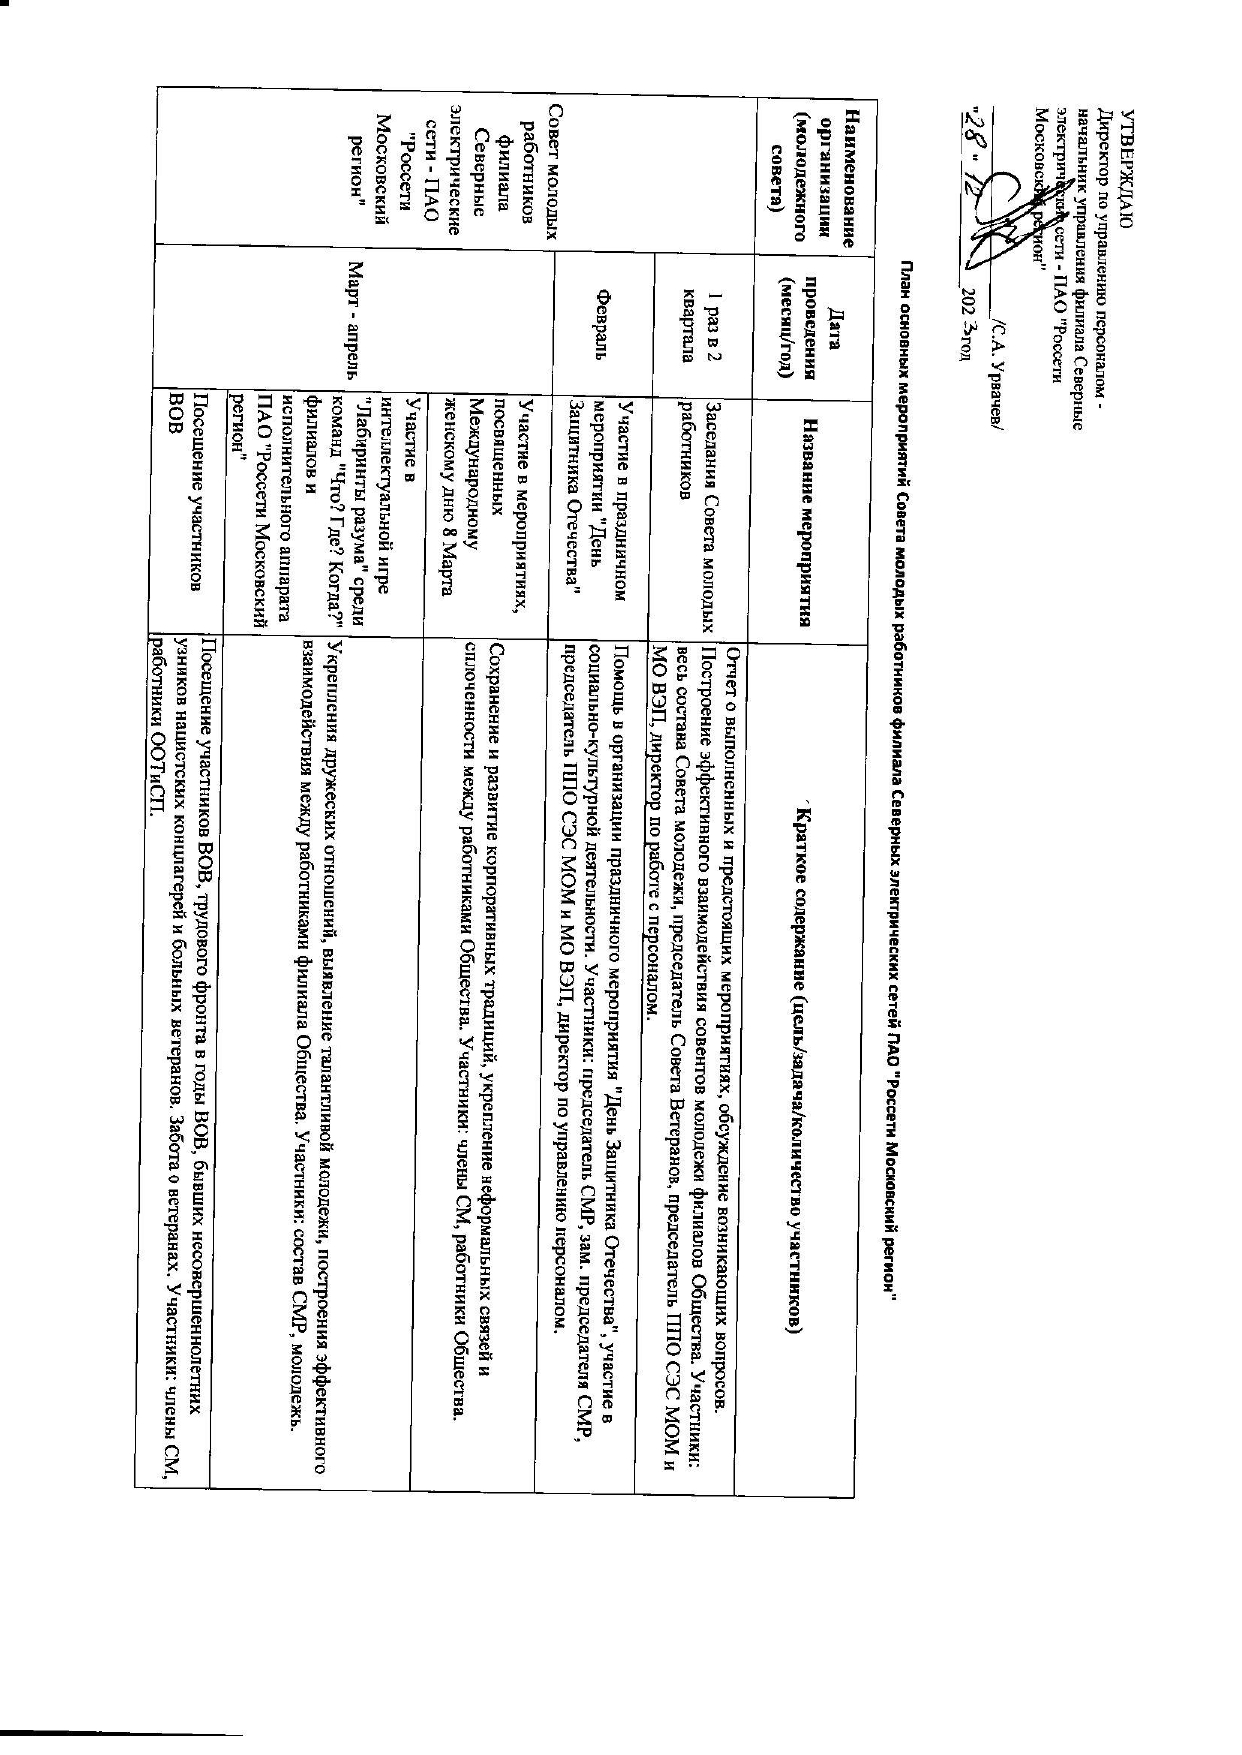 УТВЕРЖДАЮ
Директор по управлению персоналом -
начальник управления филиала Северные
электрические сети - ПАО "Россети
Московский регион"
/С.А. Урвачев/
"28" 12 2023 год
План основных мероприятий Совета молодых работников филиала Северных электрических сетей ПАО "Россети Московский регион"
Наименование
организации
(молодежного
совета)
Дата
проведения
(месяц/год)
Название мероприятия
Краткое содержание (цель/задача/количество участников)
Совет молодых
работников
филиала
Северные
электрические
сети - ПАО
"Россети
Московский
регион"
1 раз в 2
квартала
Заседания Совета молодых
работников
Отчет о выполненных и предстоящих мероприятиях, обсуждение возникающих вопросов.
Построение эффективного взаимодействия совентов молодежи филиалов Общества. Участники:
весь состава Совета молодежи, председатель Совета Ветеранов, председатель ППО СЭС МОМ и
МО ВЭП, директор по работе с персоналом.
Февраль
Участие в праздничном
мероприятии "День
Защитника Отечества"
Помощь в организации праздничного мероприятия "День Защитника Отечества", участие в
социально-культурной деятельности. Участники: председатель СМР, зам. председателя СМР,
председатель ППО СЭС МОМ и МО ВЭП, директор по управлению персоналом.
Март - апрель
Участие в мероприятиях,
посвященных
Международному
женскому дню 8 Марта
Сохранение и развитие корпоративных традиций, укрепление неформальных связей и
сплоченности между работниками Общества. Участники: члены СМ, работники Общества.
Участие в
интеллектуальной игре
"Лабиринты разума" среди
команд "Что? Где? Когда?"
филиалов и
исполнительного аппарата
ПАО "Россети Московский
регион"
Укрепления дружеских отношений, выявление талантливой молодежи, построения эффективного
взаимодействия между работниками филиала Общества. Участники: состав СМР, молодежь.
Посещение участников
ВОВ
Посещение участников ВОВ, трудового фронта в годы ВОВ, бывших несовершеннолетних
узников нацистских концлагерей и больных ветеранов. Забота о ветеранах. Участники: члены СМ,
работники ООТиСП.